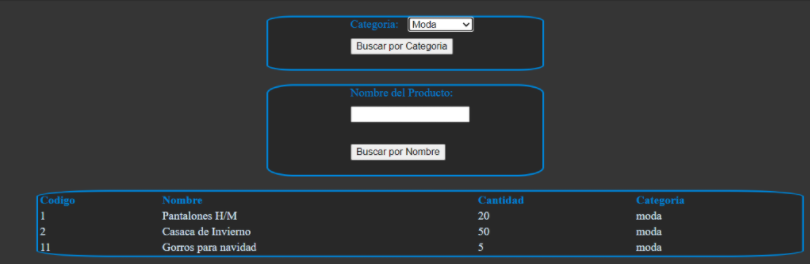 Categoria: Moda
Buscar por Categoria
Nombre del Producto:
Buscar por Nombre
Codigo Nombre Cantidad Categoria
1 Pantalones H/M 20 moda
2 Casaca de Invierno 50 moda
11 Gorros para navidad 5 moda